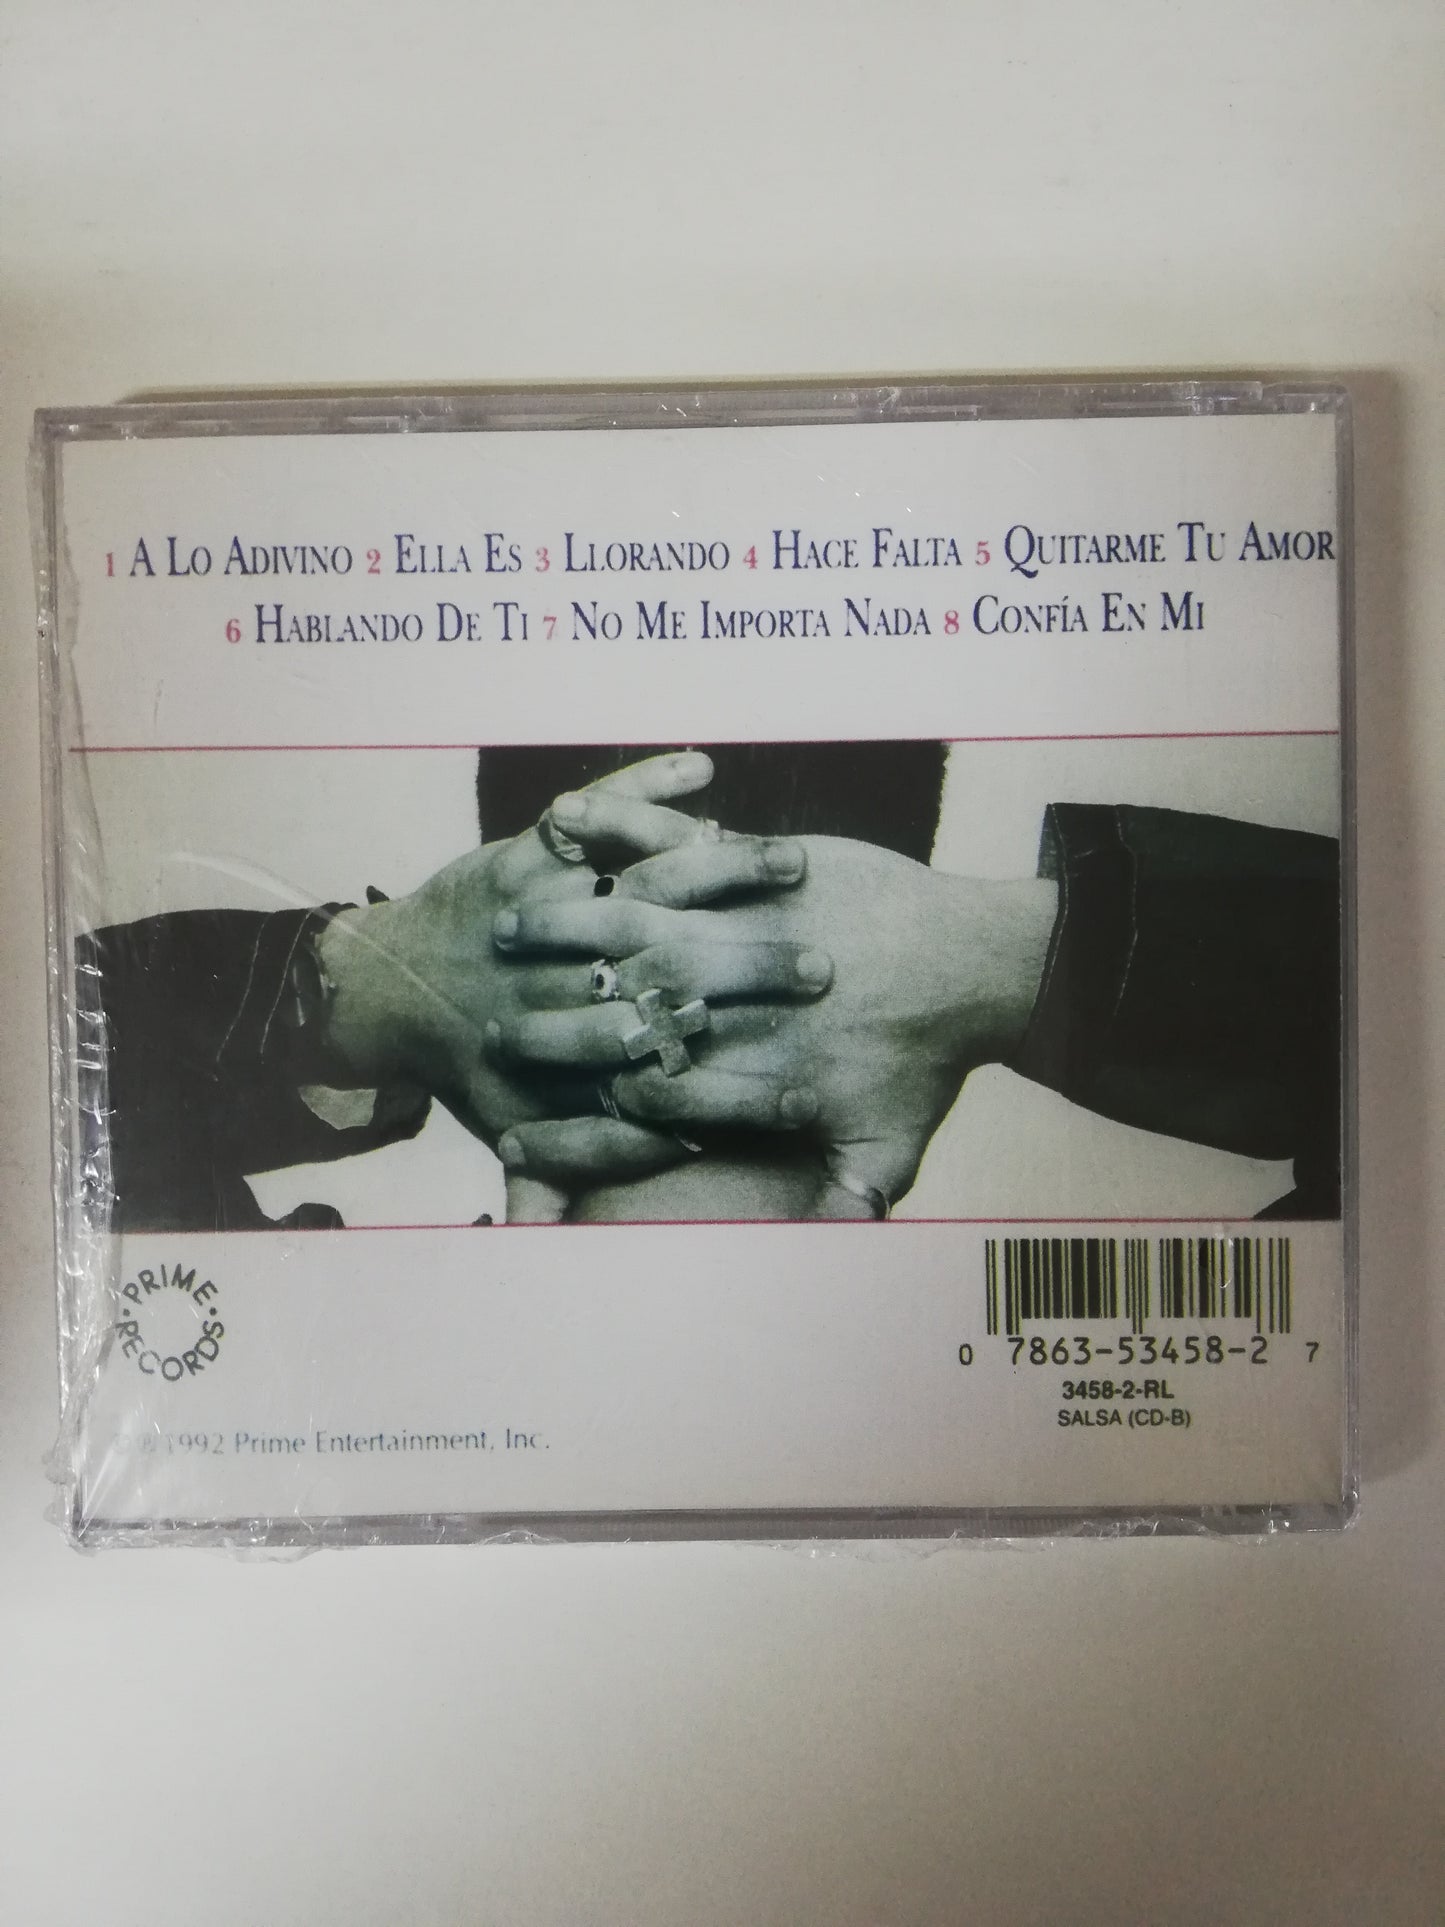 1 A LO ADIVINO 2 ELLA ES 3 LLORANDO 4 HACE FALTA 5 QUITARME TU AMOR
6 HABLANDO DE TI 7 NO ME IMPORTA NADA 8 CONFÍA EN MI
PRIME • RECORDS •
0 7863-53458-2 7
3458-2-RL
SALSA (CD-B)
© ℗ 1992 Prime Entertainment, Inc.